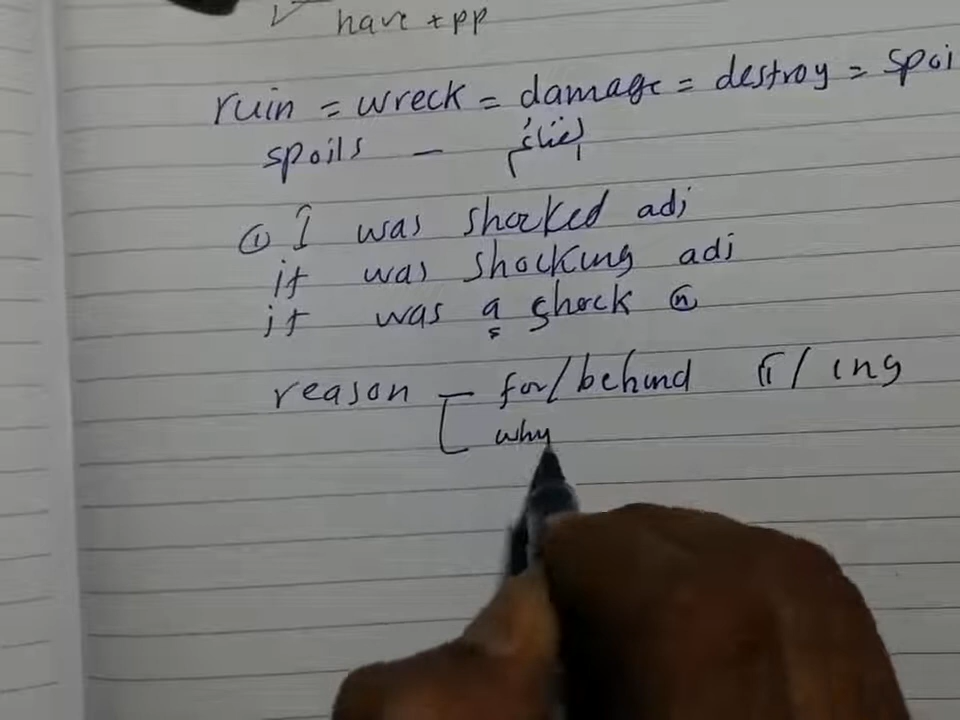 have + pp
ruin = wreck = damage = destroy = spoi
spoils – غنائم
① I was shocked adj
it was shocking adj
it was a shock ⓝ
reason – for/behind n / ing
why